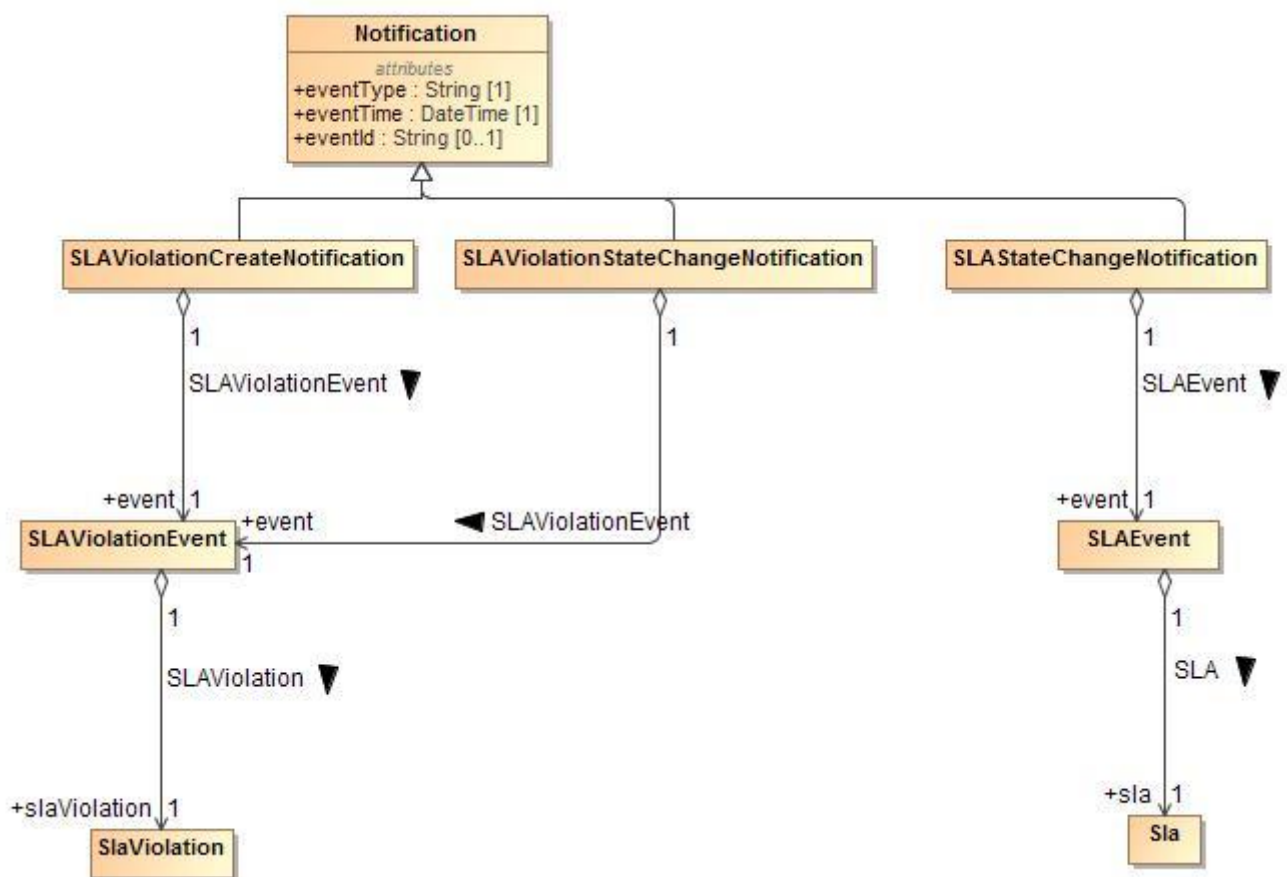 Notification
attributes
+eventType : String [1]
+eventTime : DateTime [1]
+eventId : String [0..1]
SLAViolationCreateNotification
SLAViolationStateChangeNotification
SLAStateChangeNotification
1
1
1
SLAViolationEvent
SLAEvent
+event 1
+event
SLAViolationEvent
+event 1
SLAViolationEvent
1
SLAEvent
1
1
SLAViolation
SLA
+slaViolation 1
+sla 1
SlaViolation
Sla